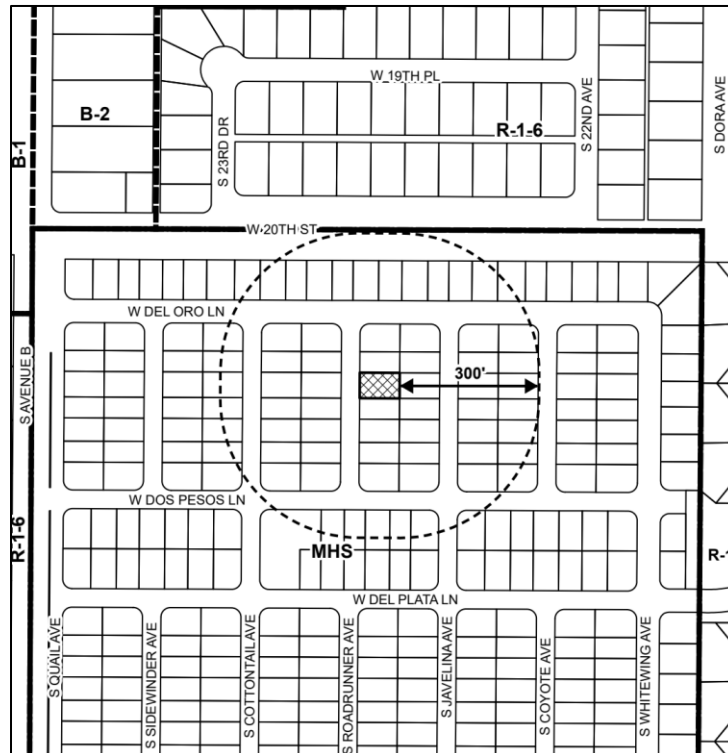 W 19TH PL
B-2
S 23RD DR
R-1-6
S 22ND AVE
S DORA AVE
B-1
W 20TH ST
W DEL ORO LN
S AVENUE B
300'
W DOS PESOS LN
R-1-6
MHS
W DEL PLATA LN
S QUAIL AVE
S SIDEWINDER AVE
S COTTONTAIL AVE
S ROADRUNNER AVE
S JAVELINA AVE
S COYOTE AVE
S WHITEWING AVE